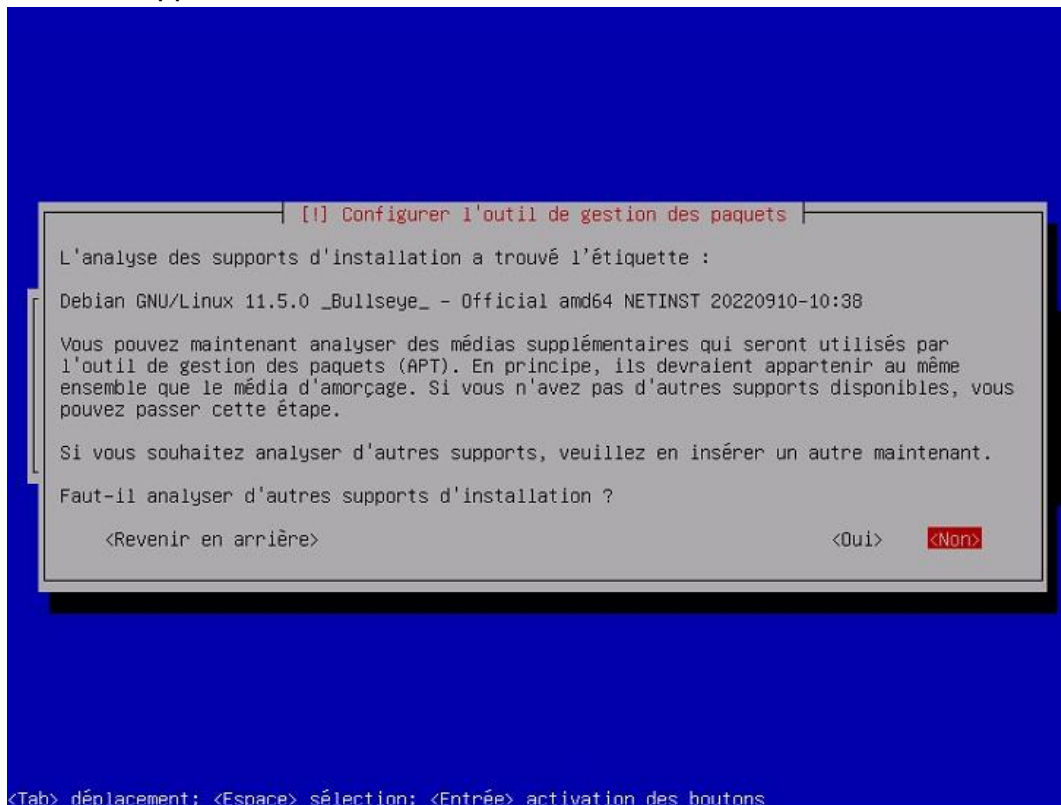 [!] Configurer l'outil de gestion des paquets
L'analyse des supports d'installation a trouvé l’étiquette :
Debian GNU/Linux 11.5.0 _Bullseye_ – Official amd64 NETINST 20220910-10:38
Vous pouvez maintenant analyser des médias supplémentaires qui seront utilisés par
l'outil de gestion des paquets (APT). En principe, ils devraient appartenir au même
ensemble que le média d'amorçage. Si vous n'avez pas d'autres supports disponibles, vous
pouvez passer cette étape.
Si vous souhaitez analyser d'autres supports, veuillez en insérer un autre maintenant.
Faut-il analyser d'autres supports d'installation ?
<Revenir en arrière> <Oui> <Non>
<Tab> déplacement; <Espace> sélection; <Entrée> activation des boutons